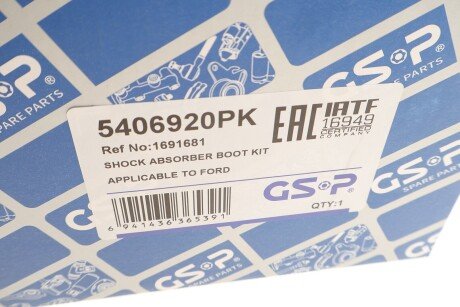 GSP
SPARE PARTS
5406920PK
Ref No:1691681
SHOCK ABSORBER BOOT KIT
APPLICABLE TO FORD
EAC
IATF
16949
CERTIFIED
COMPANY
GSP
QTY:1
6 941436 365391
GSP
SPARE PARTS
GSP